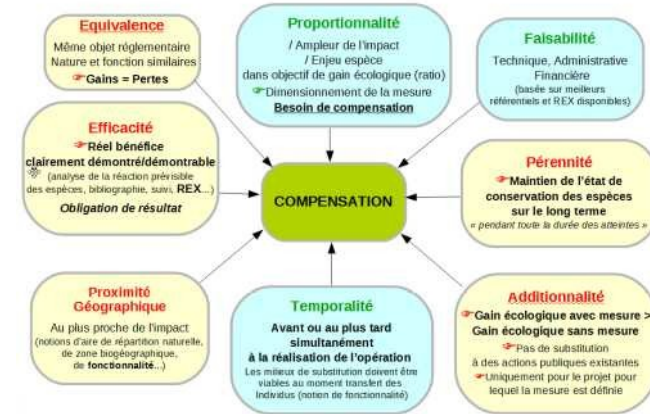 Equivalence
Même objet réglementaire
Nature et fonction similaires
☞Gains = Pertes
Proportionnalité
/ Ampleur de l'impact
/ Enjeu espèce
dans objectif de gain écologique (ratio)
☞Dimensionnement de la mesure
Besoin de compensation
Faisabilité
Technique, Administrative
Financière
(basée sur meilleurs
référentiels et REX disponibles)
Efficacité
☞Réel bénéfice
clairement démontré/démontrable
(analyse de la réaction prévisible
des espèces, bibliographie, suivi, REX...)
Obligation de résultat
COMPENSATION
Pérennité
☞Maintien de l'état de
conservation des espèces
sur le long terme
« pendant toute la durée des atteintes »
Proximité
Géographique
Au plus proche de l'impact
(notions d'aire de répartition naturelle,
de zone biogéographique,
de fonctionnalité...)
Temporalité
Avant ou au plus tard
simultanément
à la réalisation de l'opération
Les milieux de substitution doivent être
viables au moment transfert des
Individus (notion de fonctionnalité)
Additionnalité
☞Gain écologique avec mesure >
Gain écologique sans mesure
☞Pas de substitution
à des actions publiques existantes
☞Uniquement pour le projet pour
lequel la mesure est définie